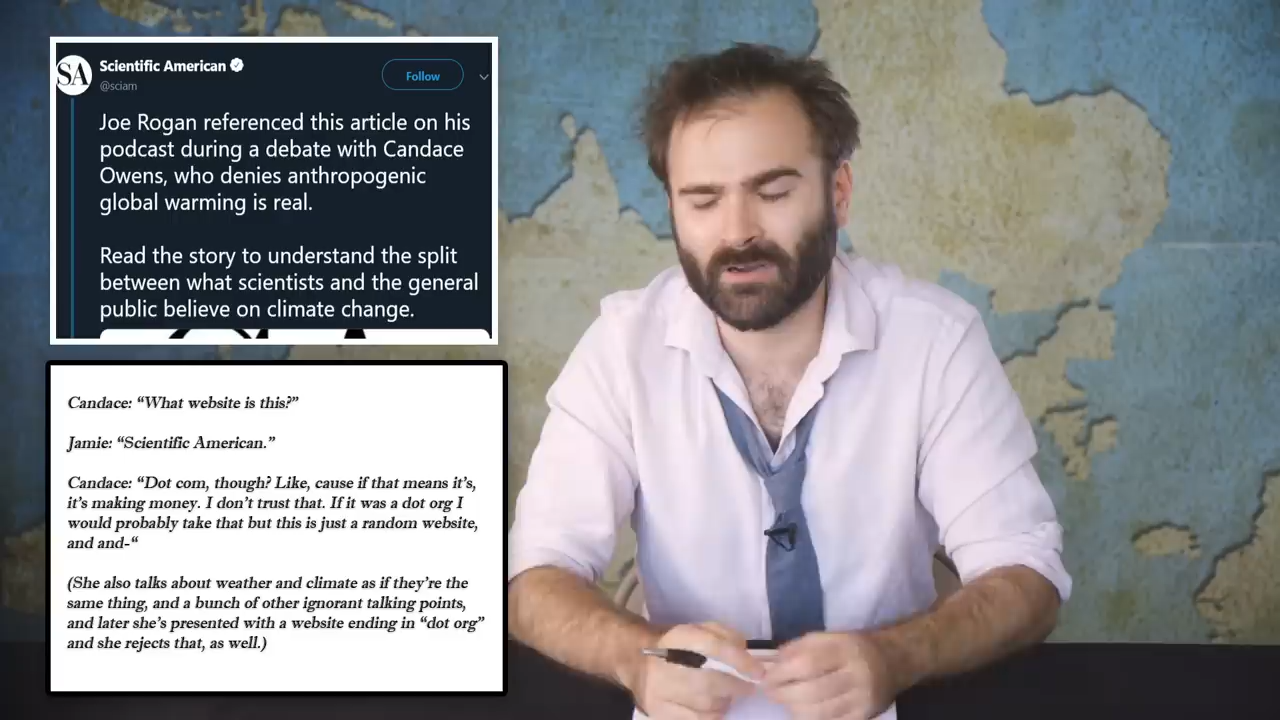 SA
Scientific American
@sciam
Follow
Joe Rogan referenced this article on his
podcast during a debate with Candace
Owens, who denies anthropogenic
global warming is real.
Read the story to understand the split
between what scientists and the general
public believe on climate change.
Candace: “What website is this?”
Jamie: “Scientific American.”
Candace: “Dot com, though? Like, cause if that means it’s,
it’s making money. I don’t trust that. If it was a dot org I
would probably take that but this is just a random website,
and and-“
(She also talks about weather and climate as if they’re the
same thing, and a bunch of other ignorant talking points,
and later she’s presented with a website ending in “dot org”
and she rejects that, as well.)